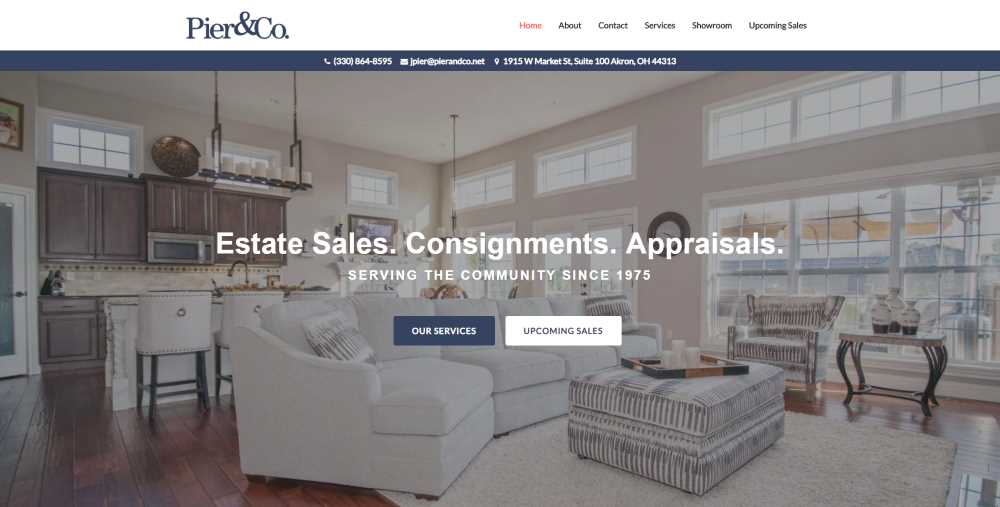 Pier&Co.
Home About Contact Services Showroom Upcoming Sales
(330) 864-8595 jpier@pierandco.net 1915 W Market St, Suite 100 Akron, OH 44313
Estate Sales. Consignments. Appraisals.
SERVING THE COMMUNITY SINCE 1975
OUR SERVICES UPCOMING SALES